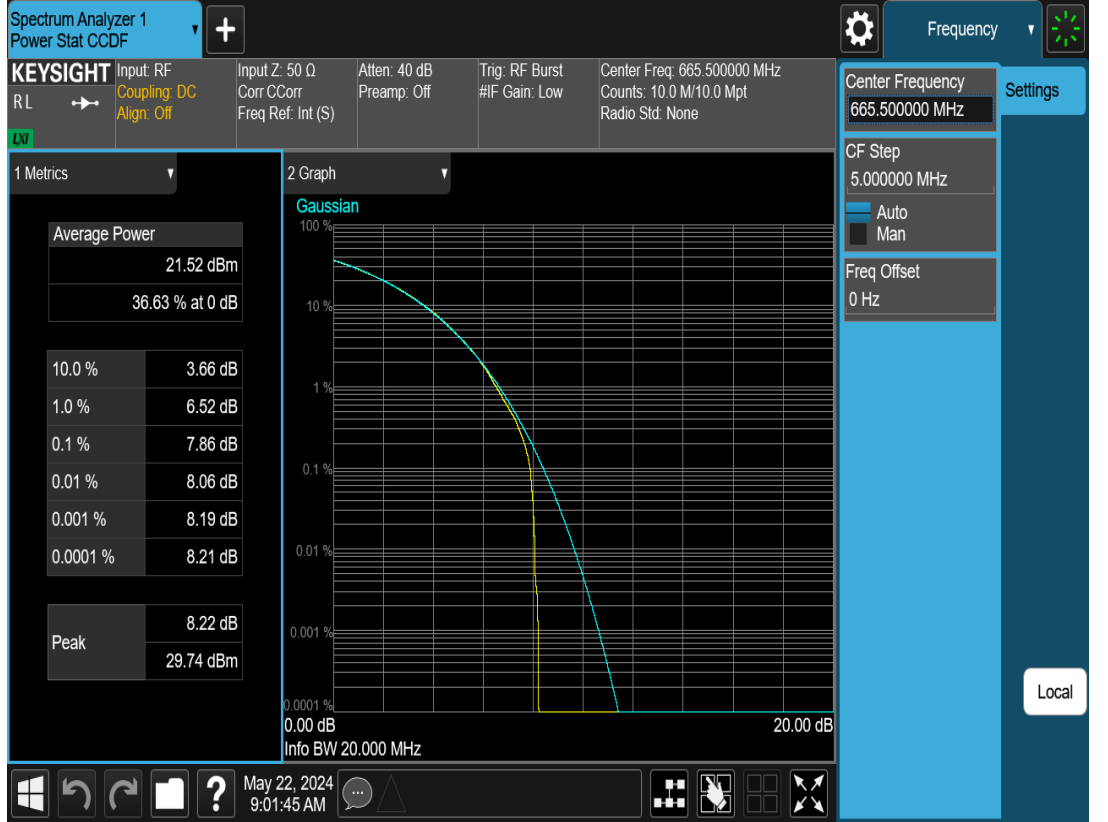 Spectrum Analyzer 1
Power Stat CCDF
+
Frequency
KEYSIGHT
RL
LXI
Input: RF
Coupling: DC
Align: Off
Input Z: 50 Ω
Corr CCorr
Freq Ref: Int (S)
Atten: 40 dB
Preamp: Off
Trig: RF Burst
#IF Gain: Low
Center Freq: 665.500000 MHz
Counts: 10.0 M/10.0 Mpt
Radio Std: None
Center Frequency
665.500000 MHz
Settings
CF Step
5.000000 MHz
Auto
Man
Freq Offset
0 Hz
Local
1 Metrics
Average Power
21.52 dBm
36.63 % at 0 dB
10.0 % 3.66 dB
1.0 % 6.52 dB
0.1 % 7.86 dB
0.01 % 8.06 dB
0.001 % 8.19 dB
0.0001 % 8.21 dB
Peak
8.22 dB
29.74 dBm
2 Graph
Gaussian
100 %
10 %
1 %
0.1 %
0.01 %
0.001 %
0.0001 %
0.00 dB 20.00 dB
Info BW 20.000 MHz
?
May 22, 2024
9:01:45 AM